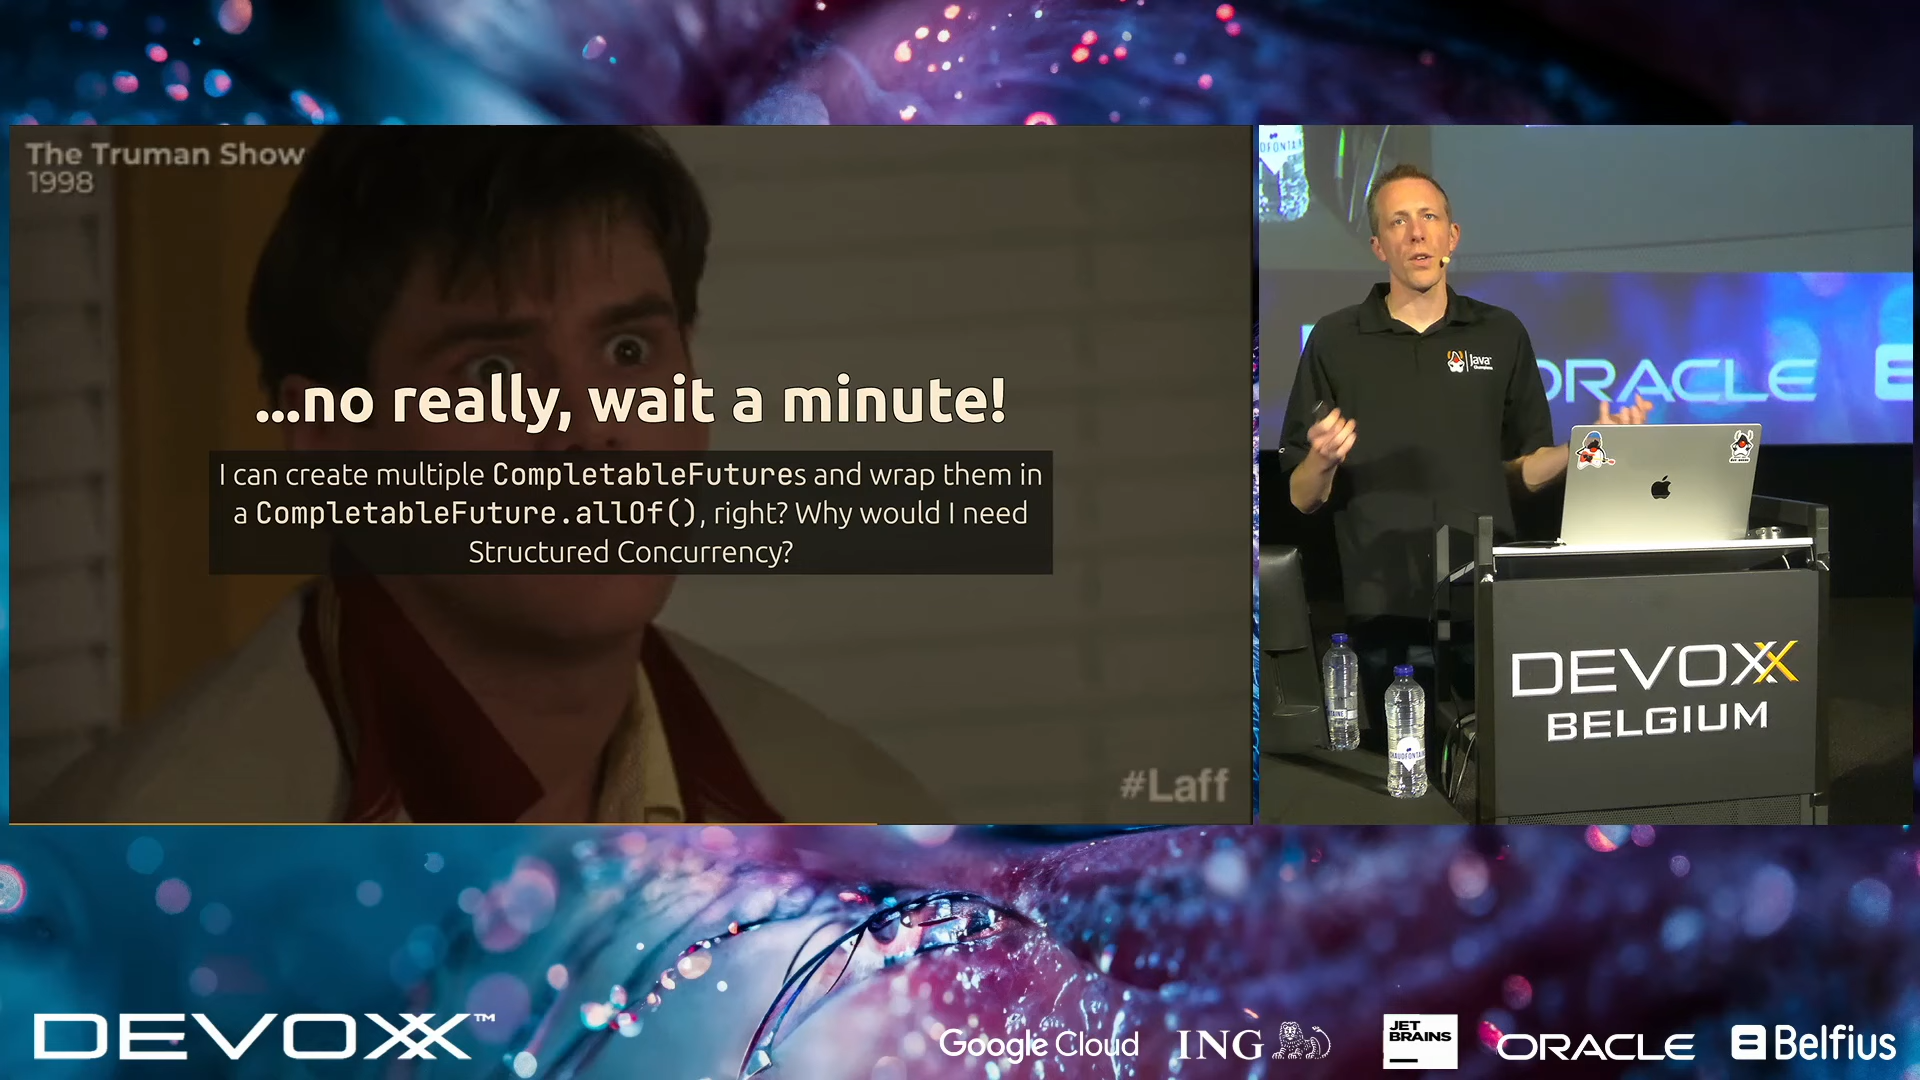 The Truman Show
1998
...no really, wait a minute!
I can create multiple CompletableFutures and wrap them in
a CompletableFuture.allOf(), right? Why would I need
Structured Concurrency?
#Laff
Java
ORACLE
DEVOXX
BELGIUM
DEVOXX™
Google Cloud
ING
JET
BRAINS
ORACLE
Belfius